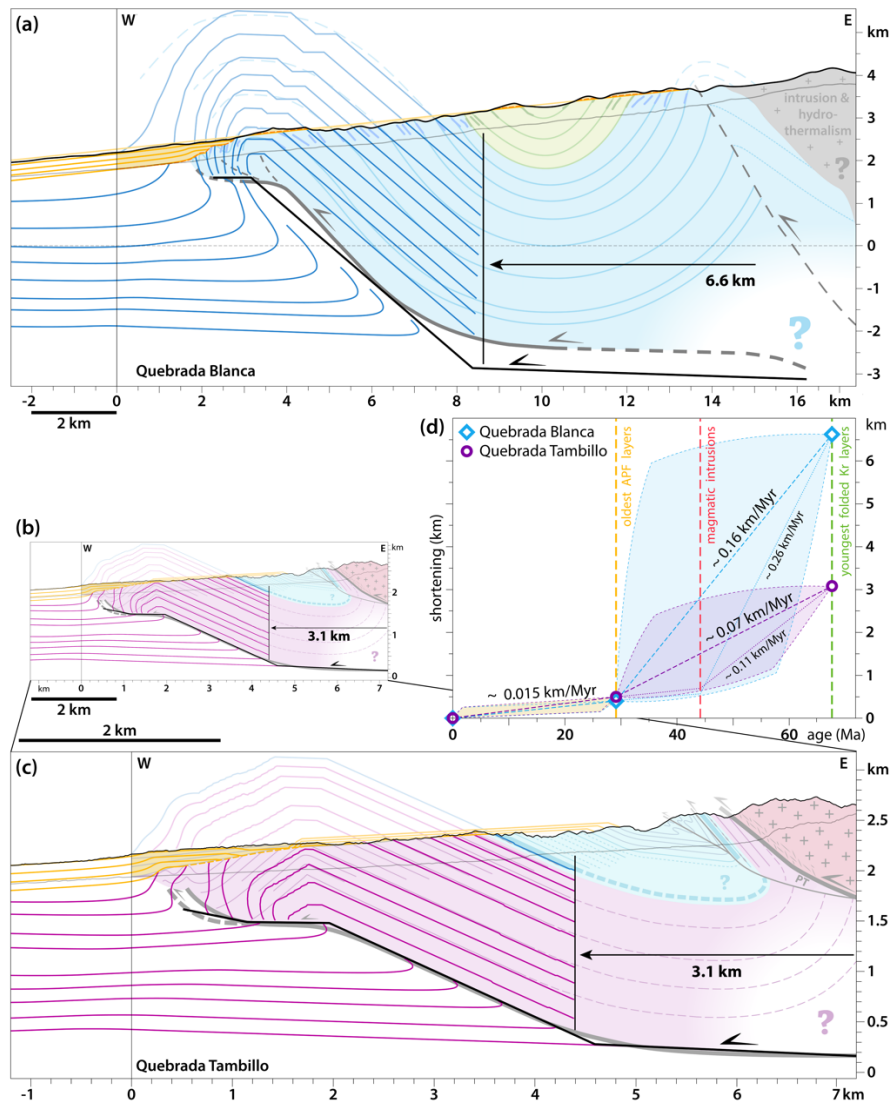 (a)
W
E
km
4
3
2
1
0
-1
-2
-3
intrusion &
hydro-
thermalism
?
6.6 km
?
Quebrada Blanca
-2
0
2
4
6
8
10
12
14
km
16
2 km
(d)
Quebrada Blanca
Quebrada Tambillo
km
6
5
4
3
2
1
0
shortening (km)
oldest APF layers
magmatic intrusions
youngest folded Kr layers
~ 0.16 km/Myr
~ 0.26 km/Myr
~ 0.07 km/Myr
~ 0.11 km/Myr
~ 0.015 km/Myr
0
20
40
age (Ma)
60
(b)
W
E
km
2
1
0
?
3.1 km
?
km
0
1
2
3
4
5
6
7
2 km
2 km
(c)
W
E
km
2.5
2
1.5
1
0.5
0
?
PT
3.1 km
?
Quebrada Tambillo
-1
0
1
2
3
4
5
6
7 km